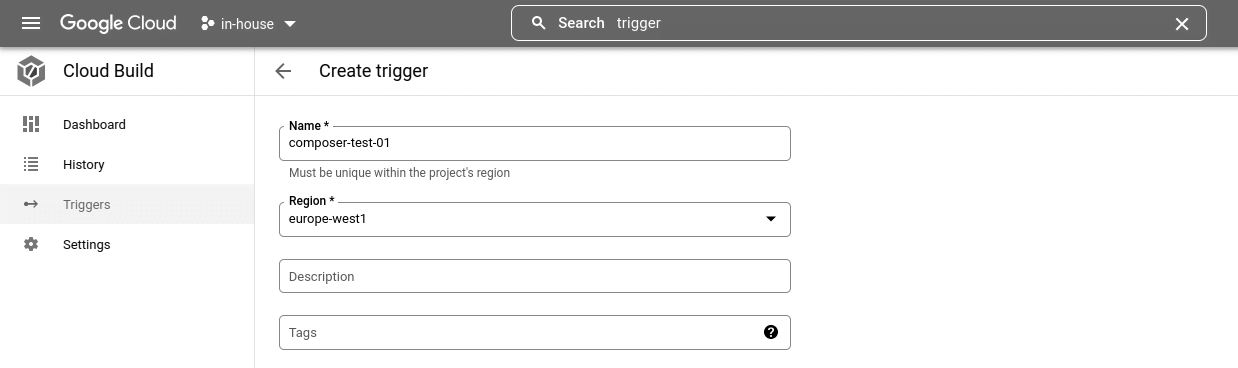 Google Cloud in-house Search trigger
Cloud Build Create trigger
Dashboard
History
Triggers
Settings
Name *
composer-test-01
Must be unique within the project's region
Region *
europe-west1
Description
Tags